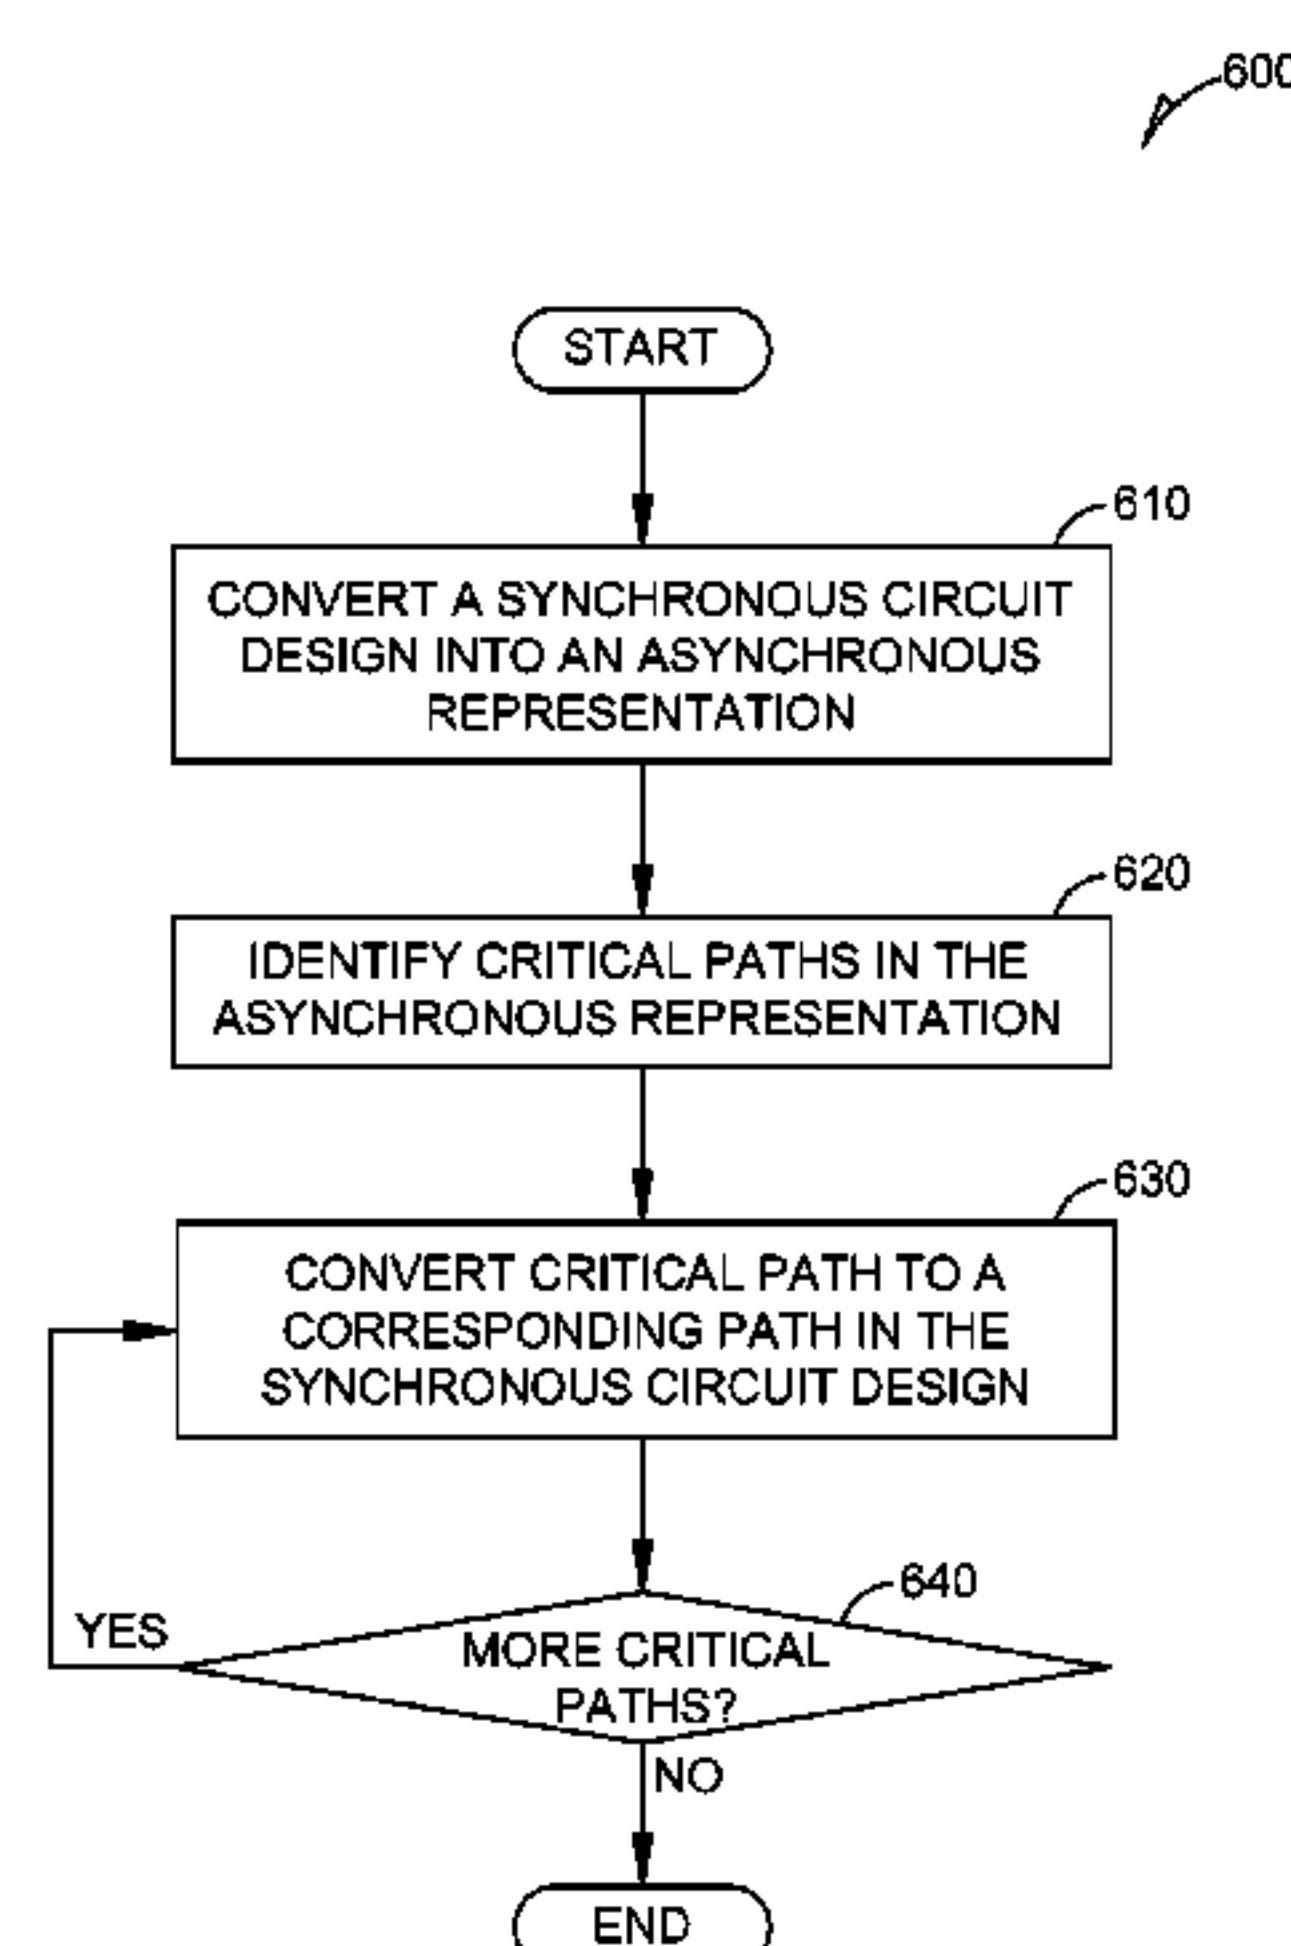 600
START
610
CONVERT A SYNCHRONOUS CIRCUIT
DESIGN INTO AN ASYNCHRONOUS
REPRESENTATION
620
IDENTIFY CRITICAL PATHS IN THE
ASYNCHRONOUS REPRESENTATION
630
CONVERT CRITICAL PATH TO A
CORRESPONDING PATH IN THE
SYNCHRONOUS CIRCUIT DESIGN
640
YES
MORE CRITICAL
PATHS?
NO
END